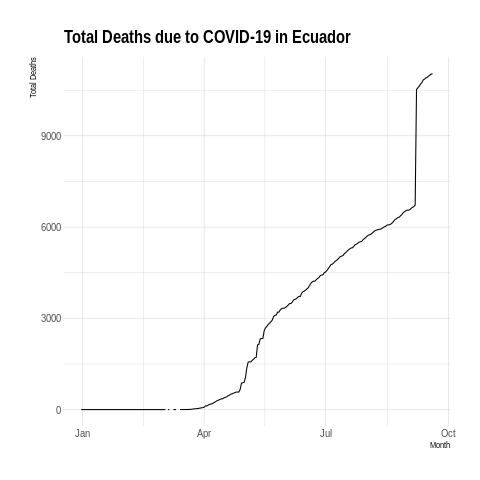 Total Deaths due to COVID-19 in Ecuador
Total Deaths
9000
6000
3000
0
Jan Apr Jul Oct
Month